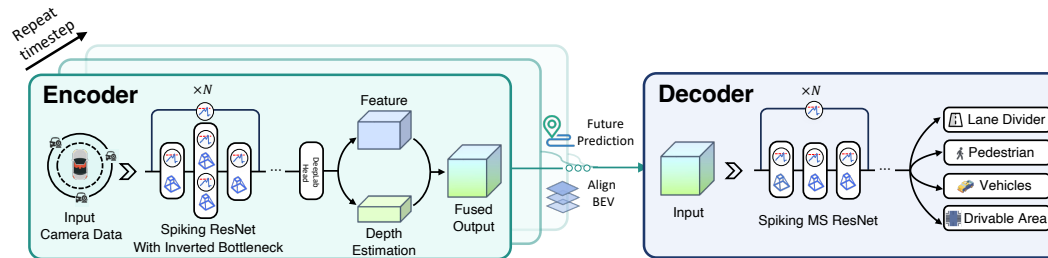 Repeat
timestep
Encoder
×N
Input
Camera Data
Spiking ResNet
With Inverted Bottleneck
...
DeepLab
Head
Feature
Depth
Estimation
Fused
Output
Future
Prediction
Align
BEV
Decoder
×N
Input
Spiking MS ResNet
...
Lane Divider
Pedestrian
Vehicles
Drivable Area